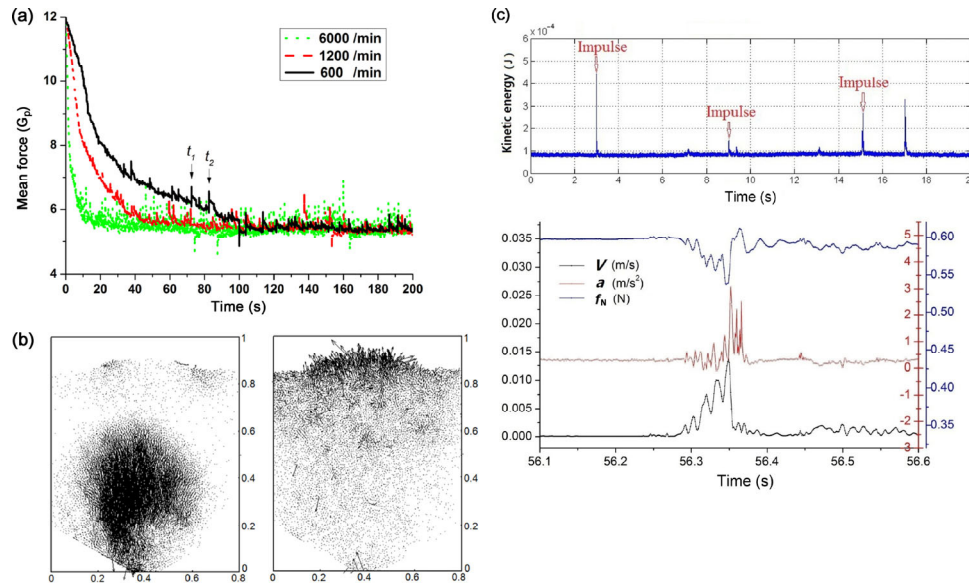 (a)
6000 /min
1200 /min
600 /min
Mean force (Gp)
12
10
8
6
4
t1
t2
0 20 40 60 80 100 120 140 160 180 200
Time (s)
(b)
1
0.8
0.6
0.4
0.2
0
0.2 0.4 0.6 0.8
1
0.8
0.6
0.4
0.2
0
0 0.2 0.4 0.6 0.8
(c)
x 10⁻⁴
Kinetic energy (J)
6
5
4
3
2
1
0
Impulse
Impulse
Impulse
0 2 4 6 8 10 12 14 16 18 20
Time (s)
0.035
0.030
0.025
0.020
0.015
0.010
0.005
0.000
V (m/s)
a (m/s²)
fN (N)
5
4
3
2
1
0
-1
-2
3
0.60
0.55
0.50
0.45
0.40
0.35
56.1 56.2 56.3 56.4 56.5 56.6
Time (s)